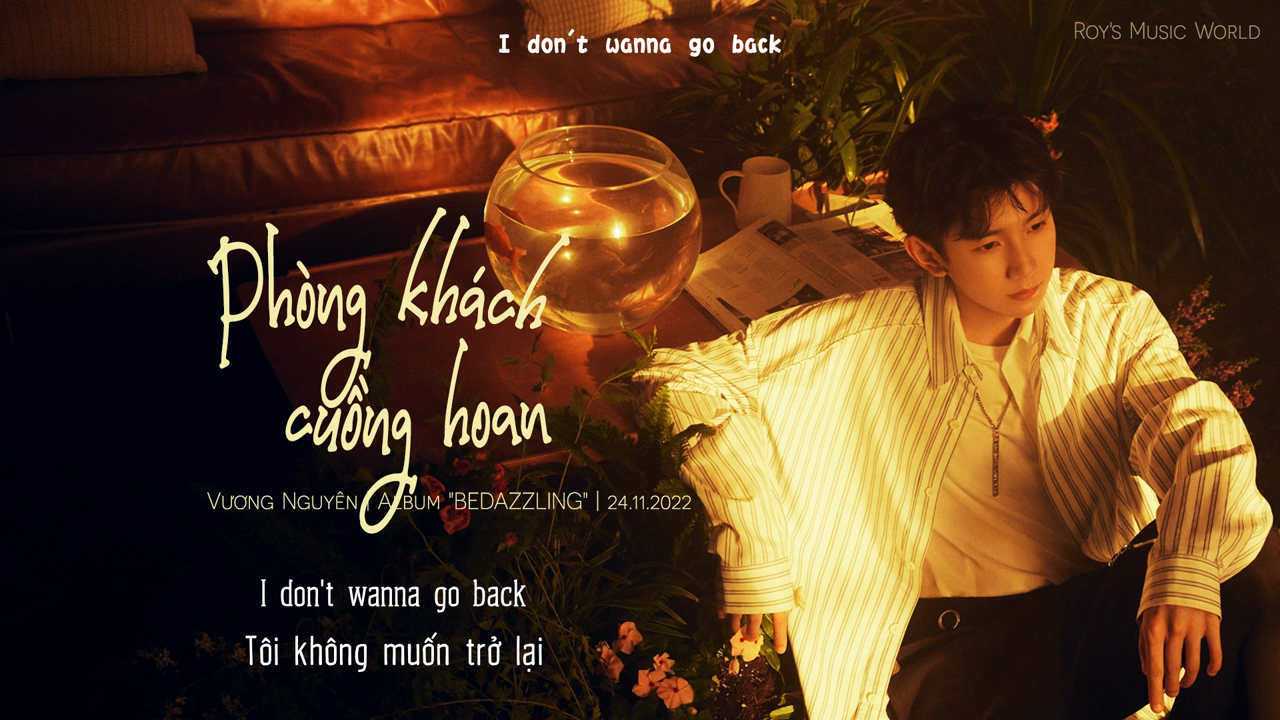 I don't wanna go back
Roy's Music World
Phòng khách
cuồng hoan
Vương Nguyên | Album "BEDAZZLING" | 24.11.2022
I don't wanna go back
Tôi không muốn trở lại